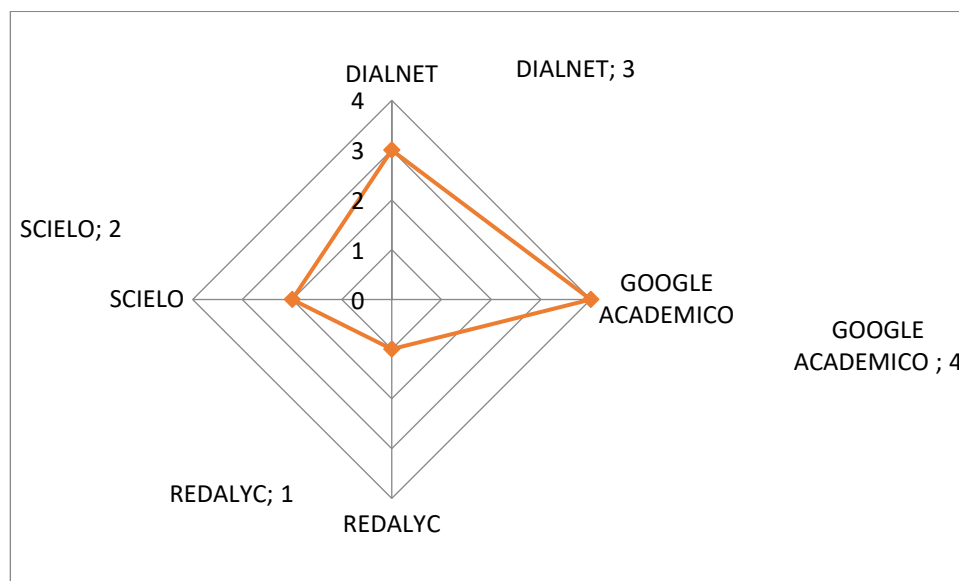 DIALNET; 3
DIALNET
4
3
2
1
0
SCIELO; 2
SCIELO
GOOGLE
ACADEMICO
GOOGLE
ACADEMICO ; 4
REDALYC; 1
REDALYC